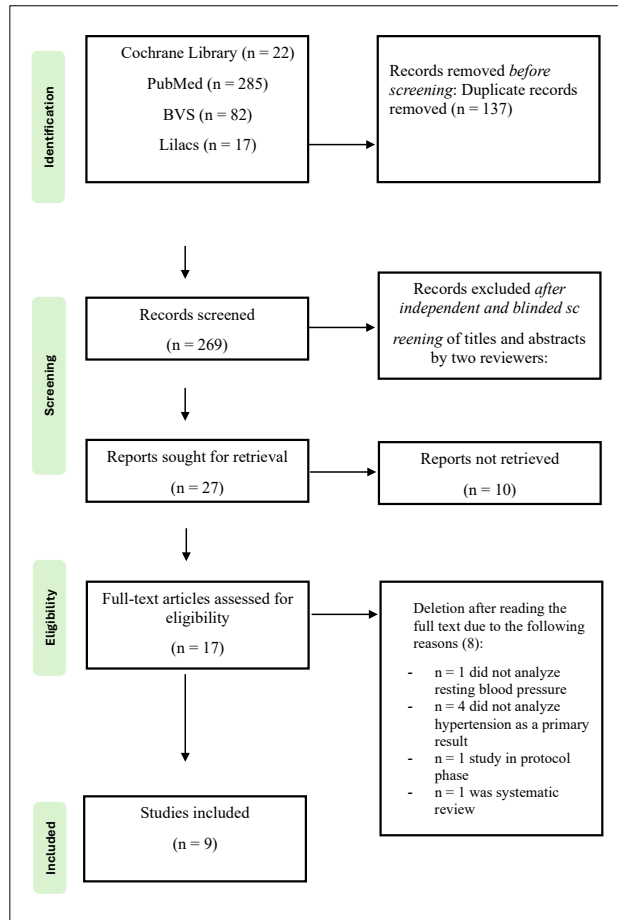 Identification
Cochrane Library (n = 22)
PubMed = 285)
BVS (n = 82)
Lilacs (n = 17)
Records removed before
screening: Duplicate records
removed (n = 137)
Screening
Records screened
(n = 269)
Records excluded after
independent and blinded sc
reening of titles and abstracts
by two reviewers:
Reports sought for retrieval
(n = 27)
Reports not retrieved
(n = 10)
Eligibility
Full-text articles assessed for
eligibility
(n = 17)
Deletion after reading the
full text due to the following
reasons (8):
- n = 1 did not analyze
resting blood pressure
- n = 4 did not analyze
hypertension as a primary
result
- n = 1 study in protocol
phase
- n = 1 was systematic
review
Included
Studies included
(n = 9)